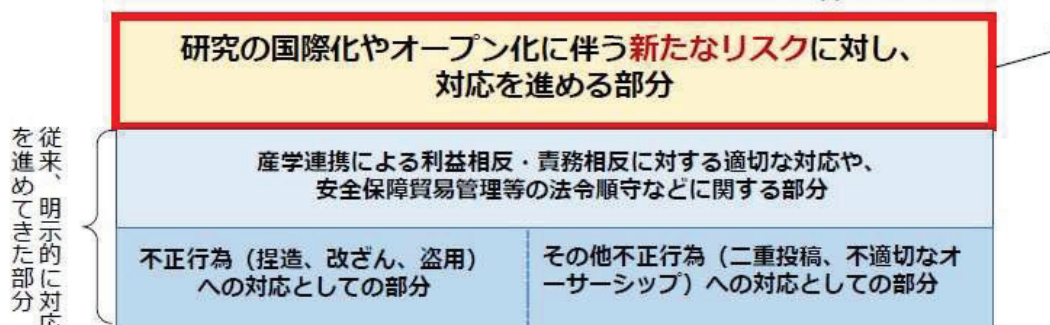 研究の国際化やオープン化に伴う新たなリスクに対し、
対応を進める部分
従来、明示的に対応
を進めてきた部分
産学連携による利益相反・責務相反に対する適切な対応や、
安全保障貿易管理等の法令順守などに関する部分
不正行為（捏造、改ざん、盗用）
への対応としての部分
その他不正行為（二重投稿、不適切なオ
ーサーシップ）への対応としての部分